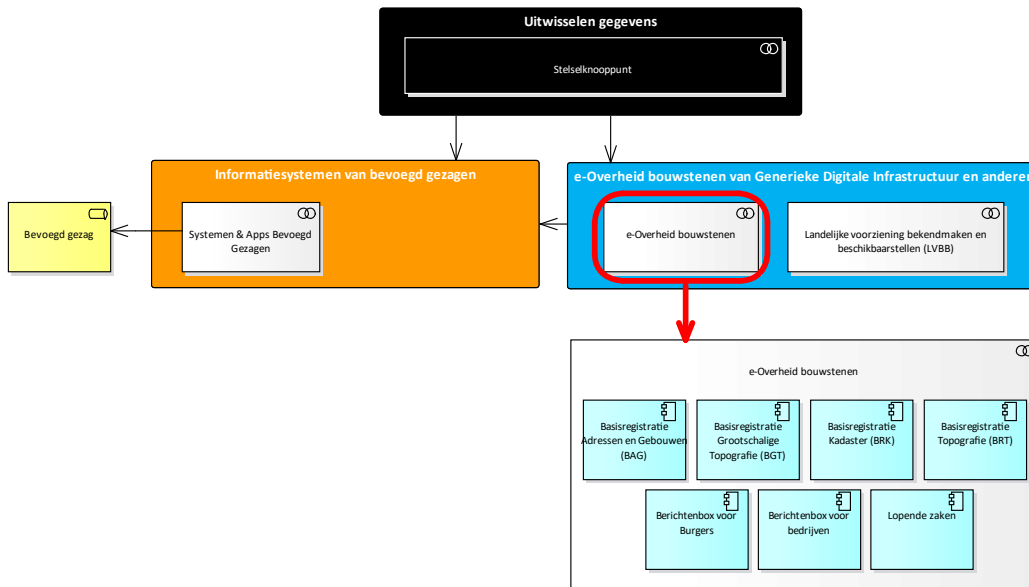 Uitwisselen gegevens
Stelselknooppunt
Informatiesystemen van bevoegd gezagen
e-Overheid bouwstenen van Generieke Digitale Infrastructuur en anderen
Bevoegd gezag
Systemen & Apps Bevoegd
Gezagen
e-Overheid bouwstenen
Landelijke voorziening bekendmaken en
beschikbaarstellen (LVBB)
e-Overheid bouwstenen
Basisregistratie
Adressen en Gebouwen
(BAG)
Basisregistratie
Grootschalige
Topografie (BGT)
Basisregistratie
Kadaster (BRK)
Basisregistratie
Topografie (BRT)
Berichtenbox voor
Burgers
Berichtenbox voor
bedrijven
Lopende zaken